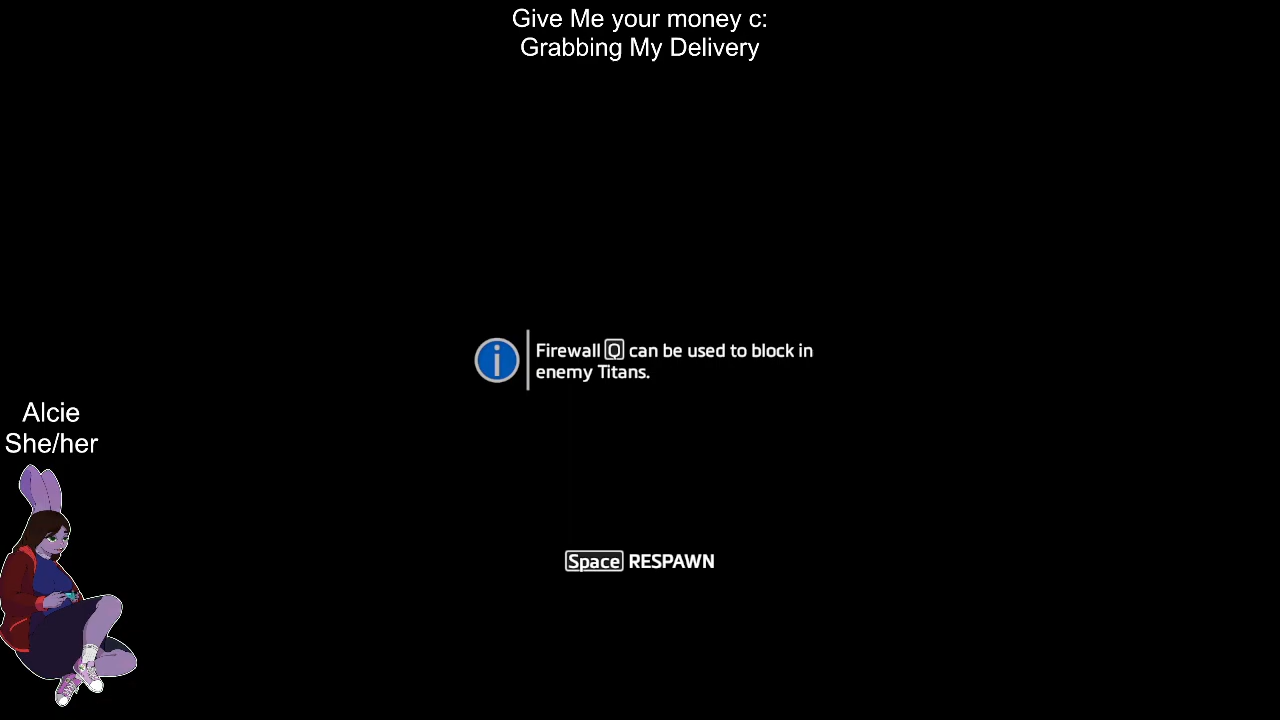 Give Me your money c:
Grabbing My Delivery
Firewall Q can be used to block in
enemy Titans.
Alcie
She/her
Space RESPAWN